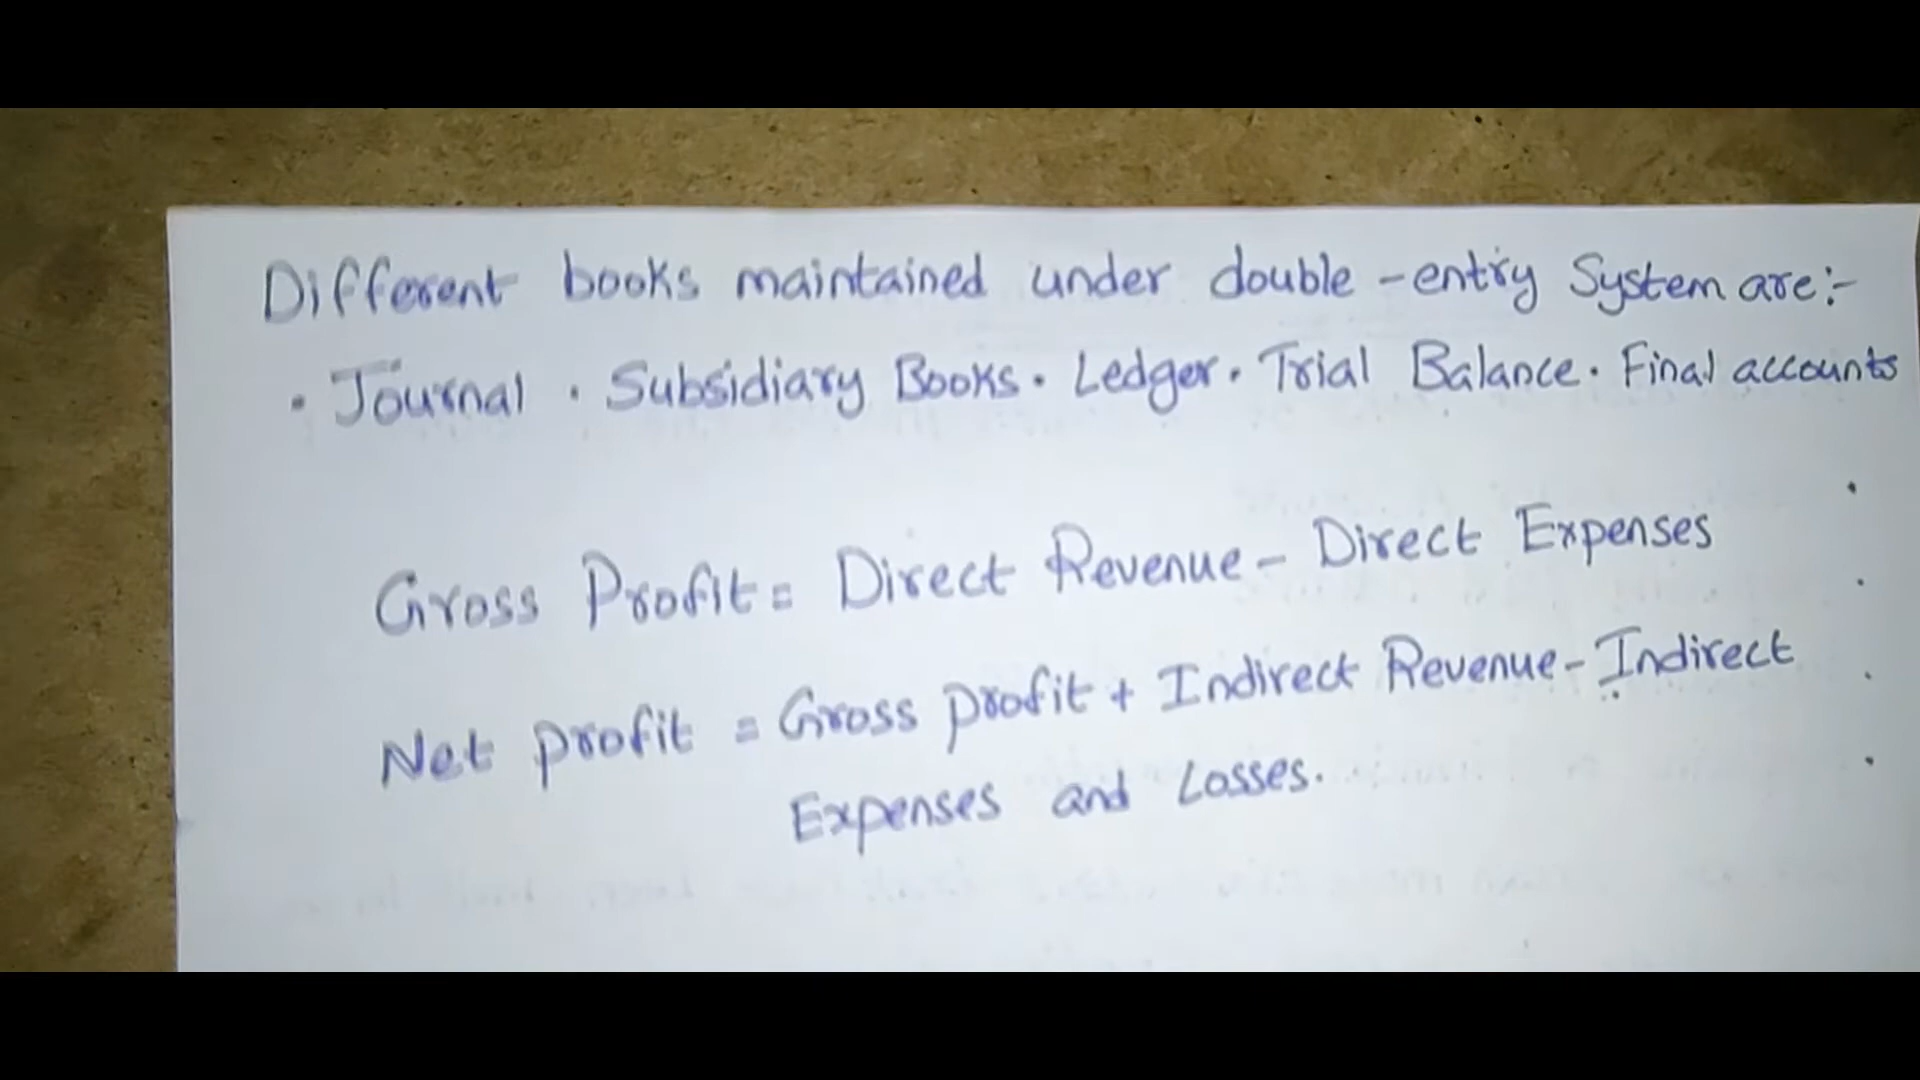 Different books maintained under double-entry System are:-
• Journal • Subsidiary Books • Ledger • Trial Balance • Final accounts
Gross Profit = Direct Revenue - Direct Expenses
Net profit = Gross profit + Indirect Revenue - Indirect
Expenses and Losses.